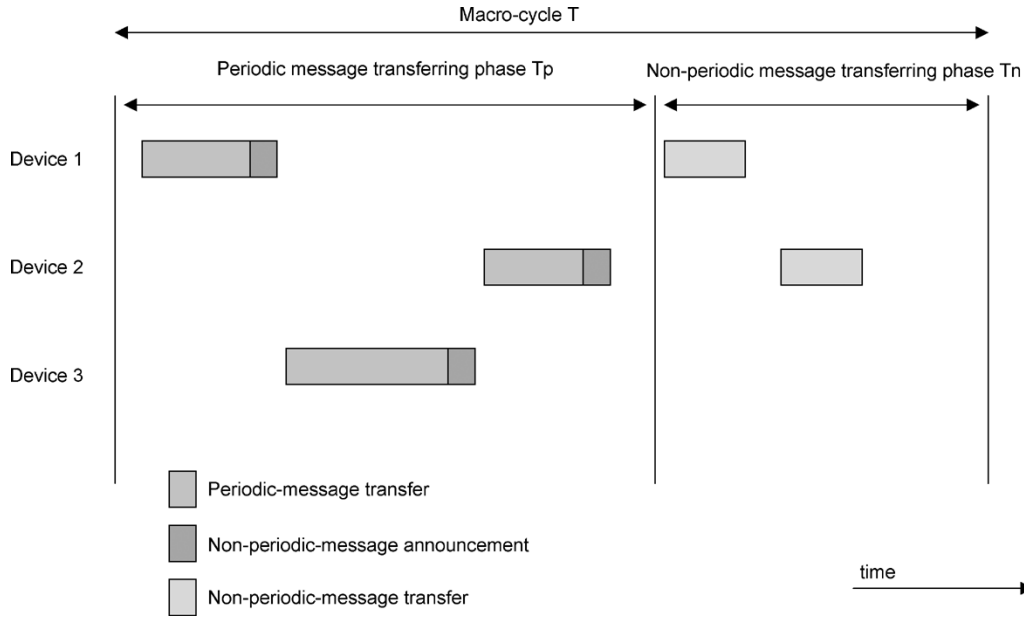 Macro-cycle T
Periodic message transferring phase Tp
Non-periodic message transferring phase Tn
Device 1
Device 2
Device 3
Periodic-message transfer
Non-periodic-message announcement
Non-periodic-message transfer
time